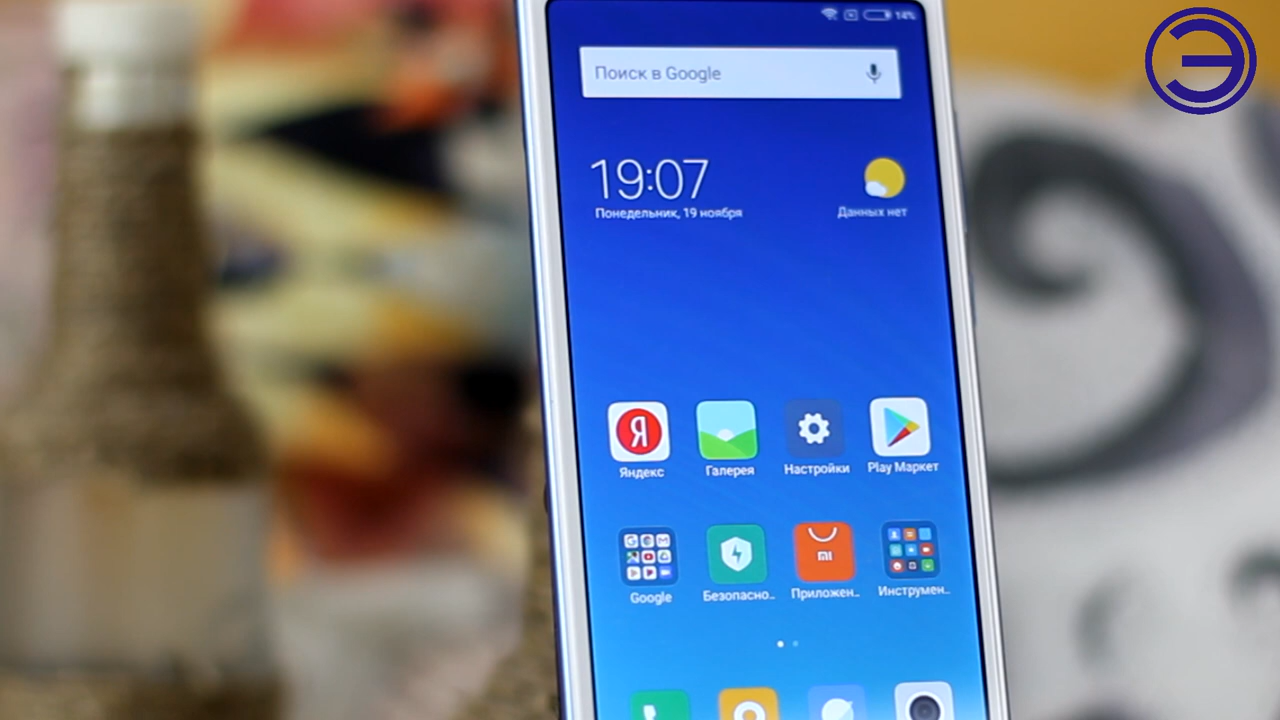 14%
Поиск в Google
19:07
Понедельник, 19 ноября
Данных нет
Я
Яндекс
Галерея
Настройки
Play Маркет
mi
Google
Безопасно..
Приложен..
Инструмен..
Э